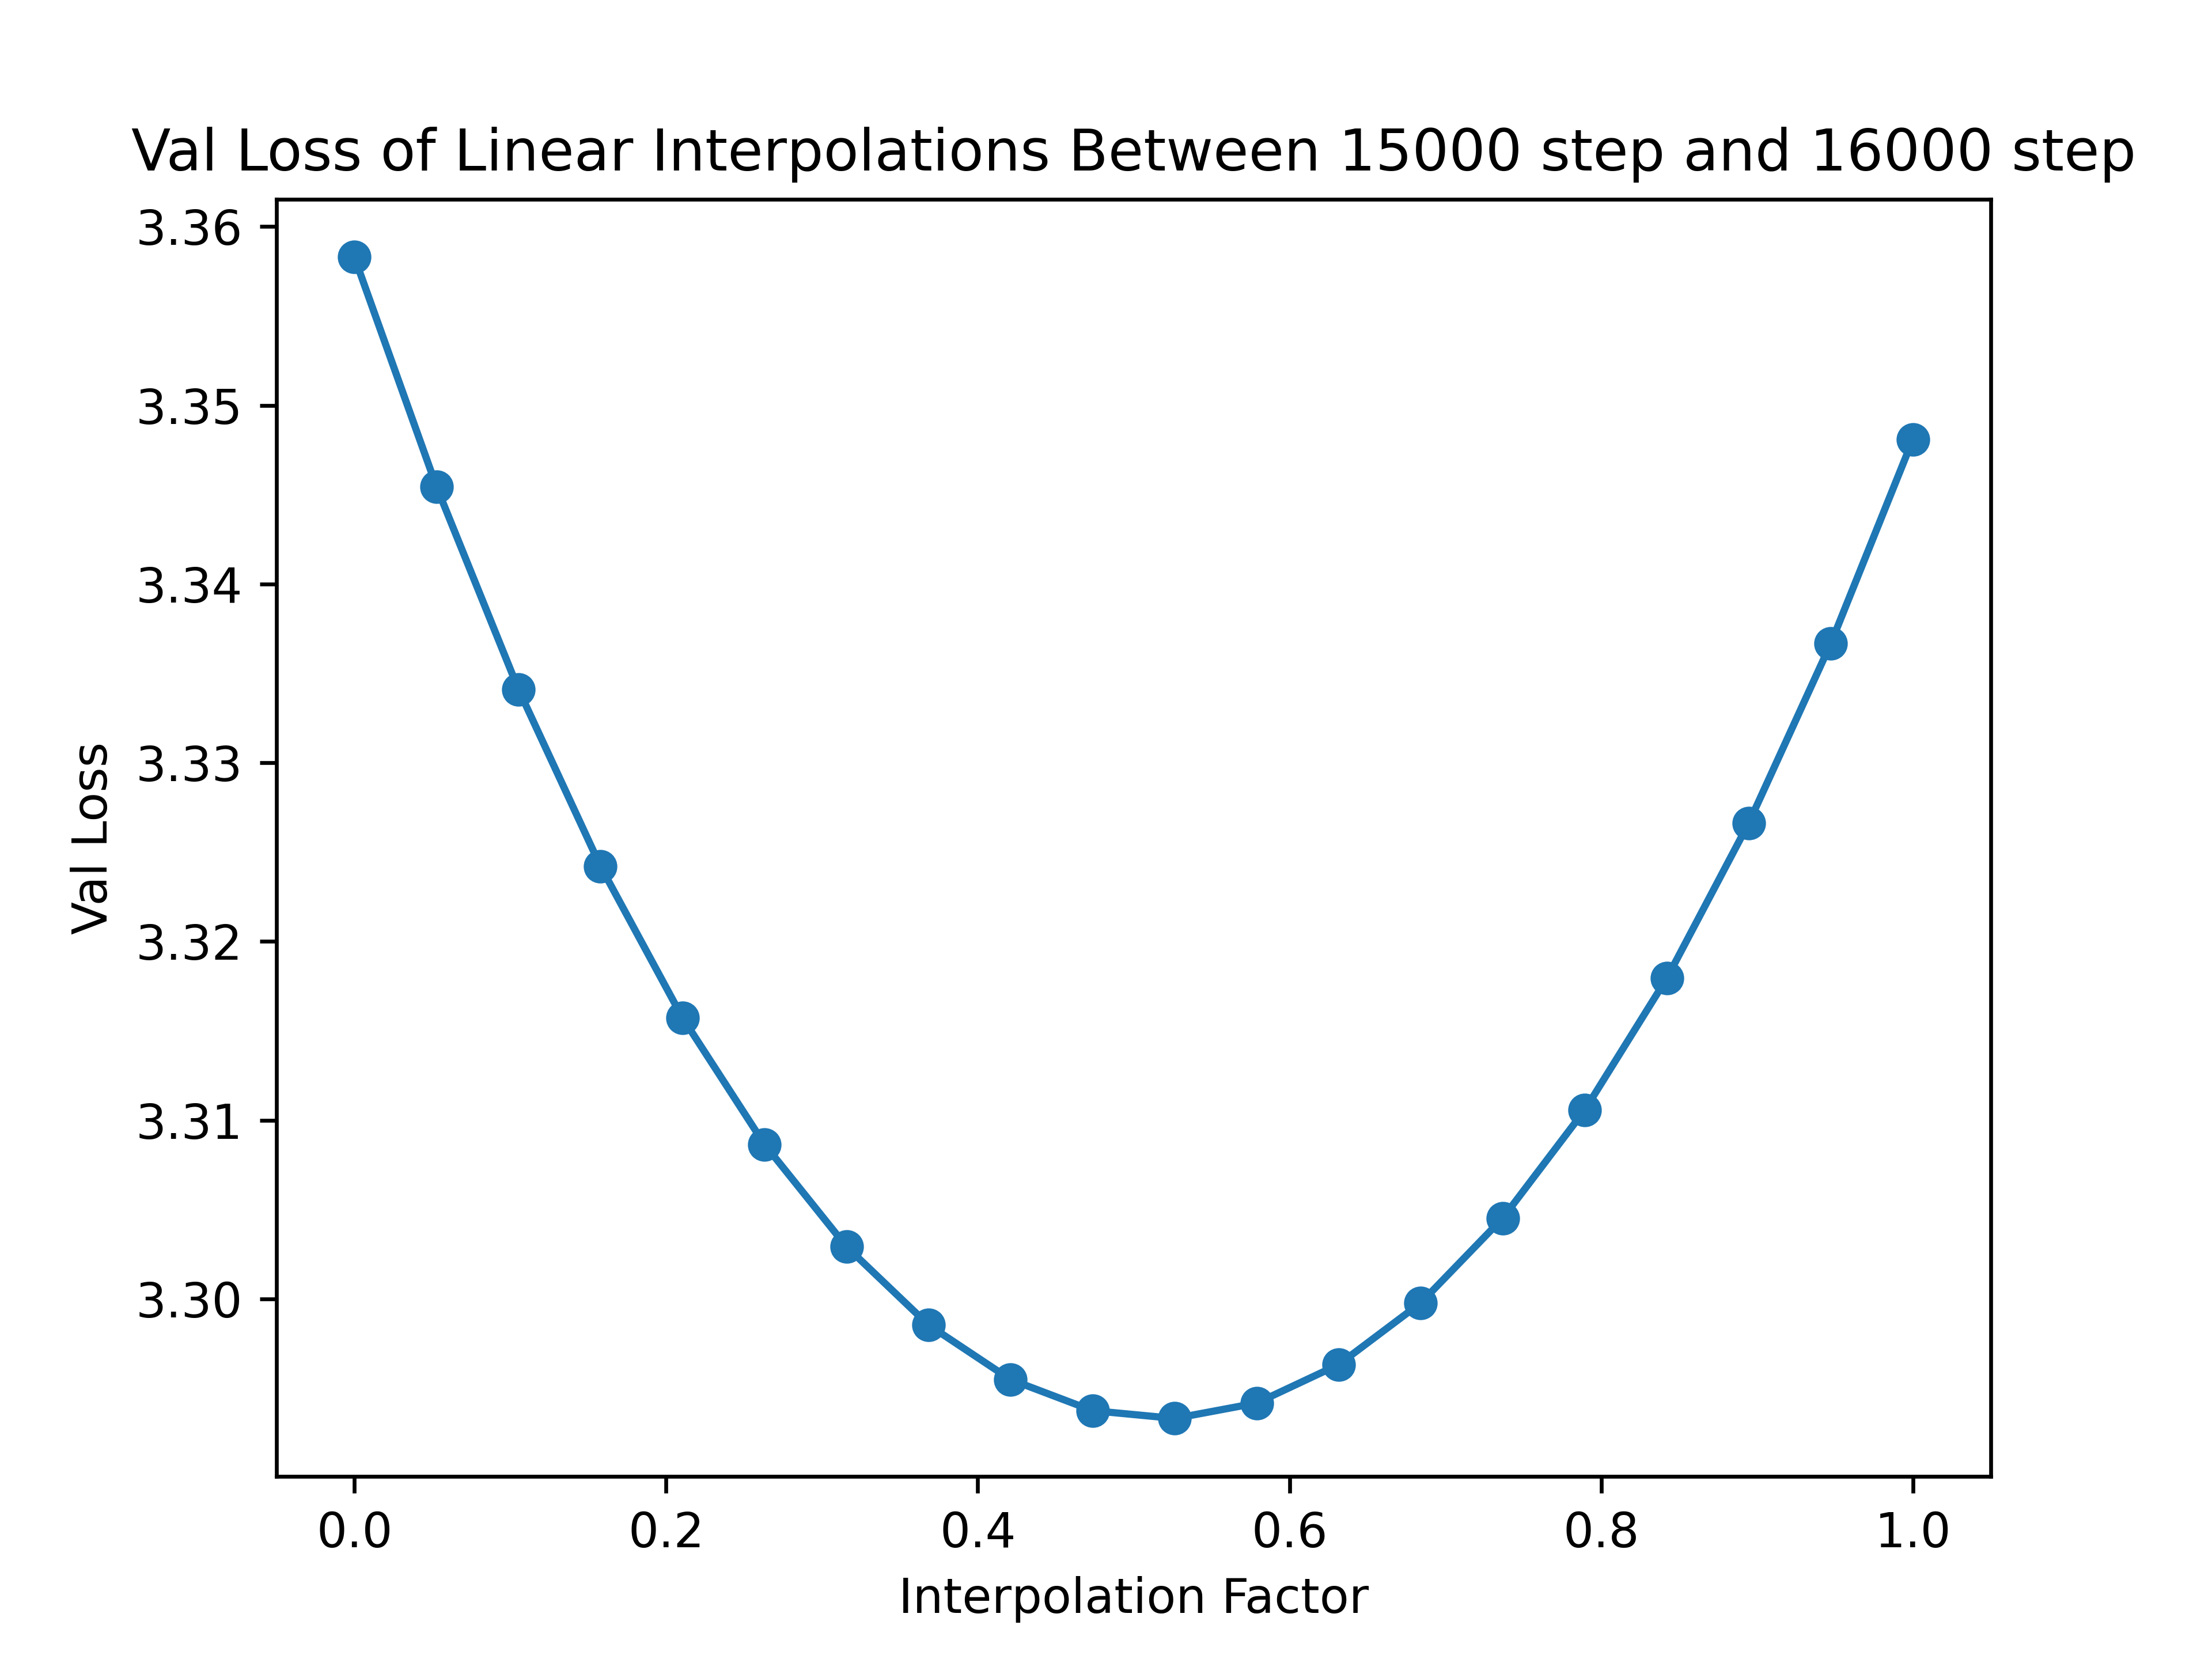 Val Loss of Linear Interpolations Between 15000 step and 16000 step
3.36
3.35
3.34
3.33
3.32
3.31
3.30
Val Loss
0.0 0.2 0.4 0.6 0.8 1.0
Interpolation Factor